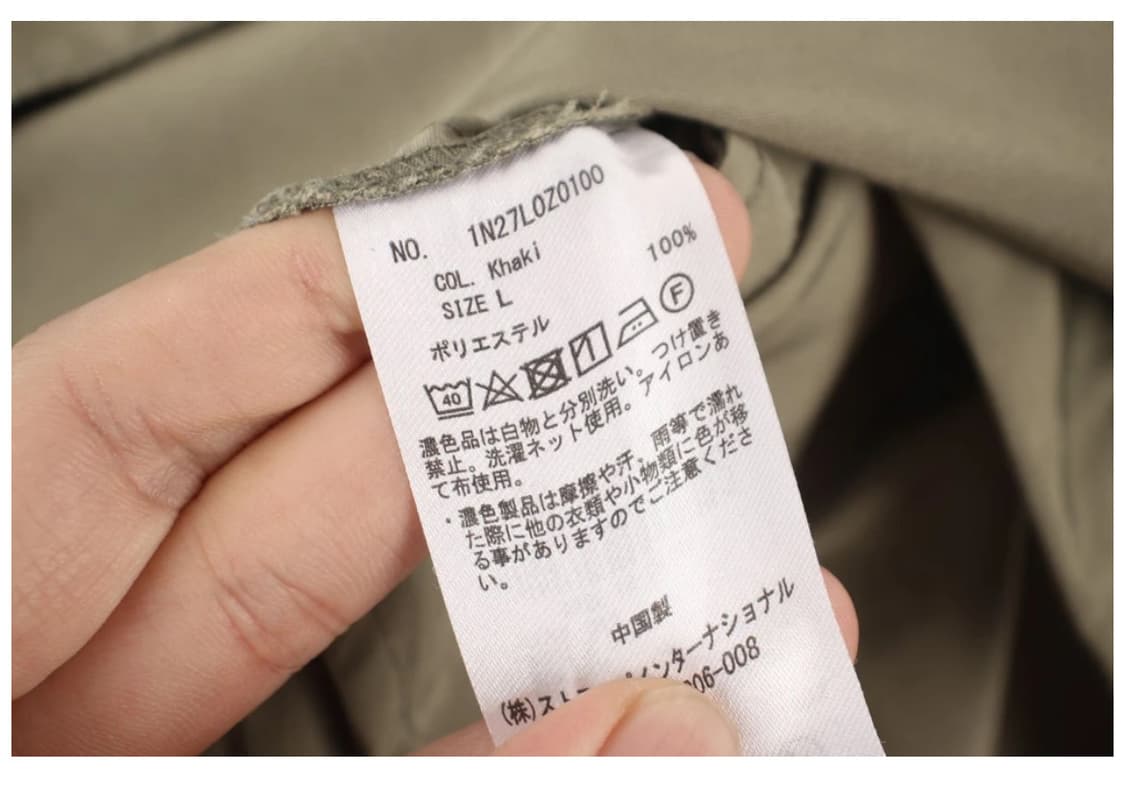 NO. 1N27L0Z0100
COL. Khaki
SIZE L
ポリエステル 100%
40 1 F
濃色品は白物と分別洗い。つけ置き
禁止。洗濯ネット使用。アイロンあ
て布使用。
・濃色製品は摩擦や汗、雨等で濡れ
た際に他の衣類や小物類に色が移
る事がありますのでご注意くださ
い。
中国製
(株)スト インターナショナル
06-008